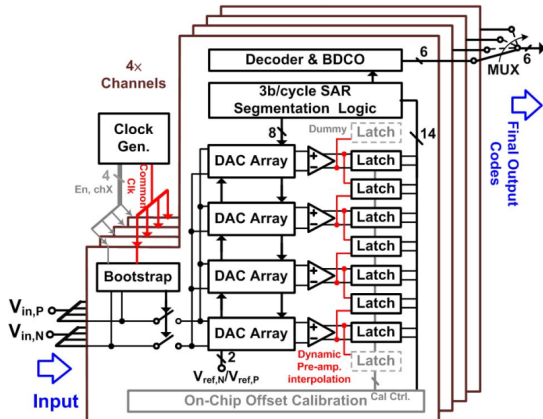 4x
Channels
Clock
Gen.
4
En, chX
Common
Clk
Bootstrap
Vin,P
Vin,N
Input
Decoder & BDCO
6
3b/cycle SAR
Segmentation Logic
8
Dummy
Latch
14
DAC Array
Latch
Latch
DAC Array
Latch
Latch
DAC Array
Latch
Latch
DAC Array
Latch
Latch
2
Vref,N/Vref,P
Dynamic
Pre-amp.
interpolation
Cal Ctrl.
On-Chip Offset Calibration
MUX
6
Final Output
Codes